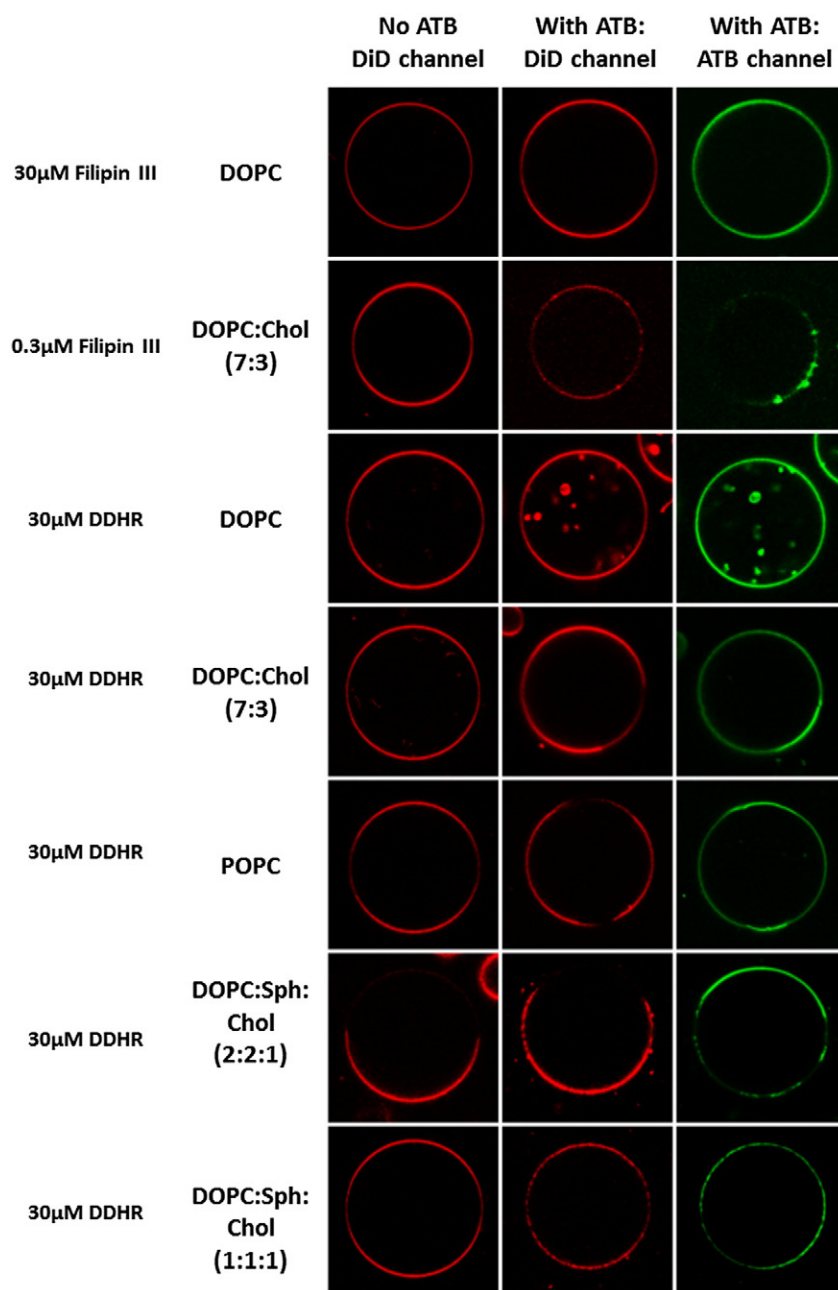 No ATB
DiD channel
With ATB:
DiD channel
With ATB:
ATB channel
30µM Filipin III
DOPC
0.3µM Filipin III
DOPC:Chol
(7:3)
30µM DDHR
DOPC
30µM DDHR
DOPC:Chol
(7:3)
30µM DDHR
POPC
30µM DDHR
DOPC:Sph:
Chol
(2:2:1)
30µM DDHR
DOPC:Sph:
Chol
(1:1:1)